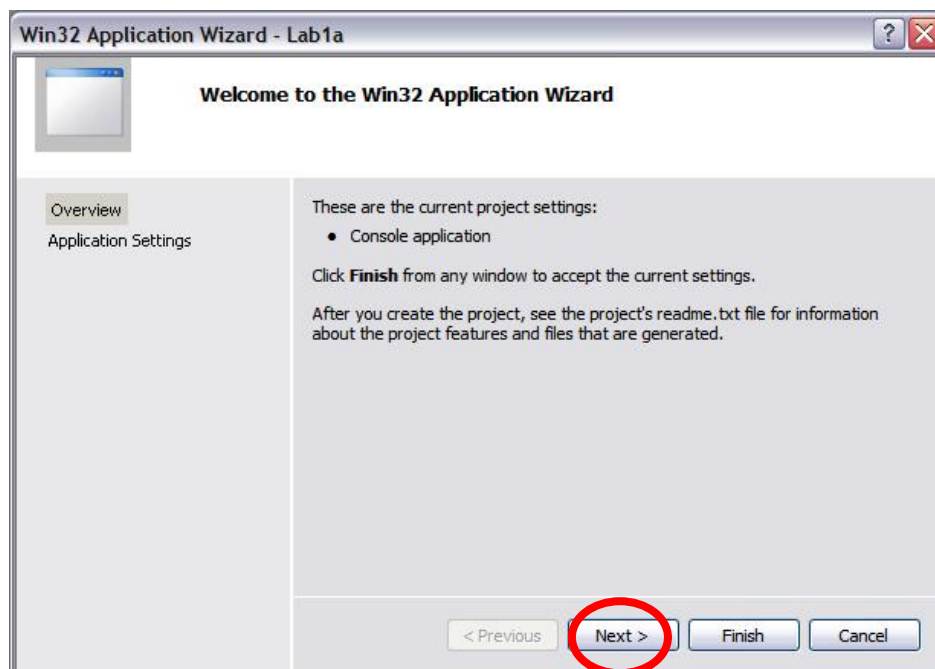 Win32 Application Wizard - Lab1a
Welcome to the Win32 Application Wizard
Overview
Application Settings
These are the current project settings:
• Console application
Click Finish from any window to accept the current settings.
After you create the project, see the project's readme.txt file for information
about the project features and files that are generated.
< Previous
Next >
Finish
Cancel